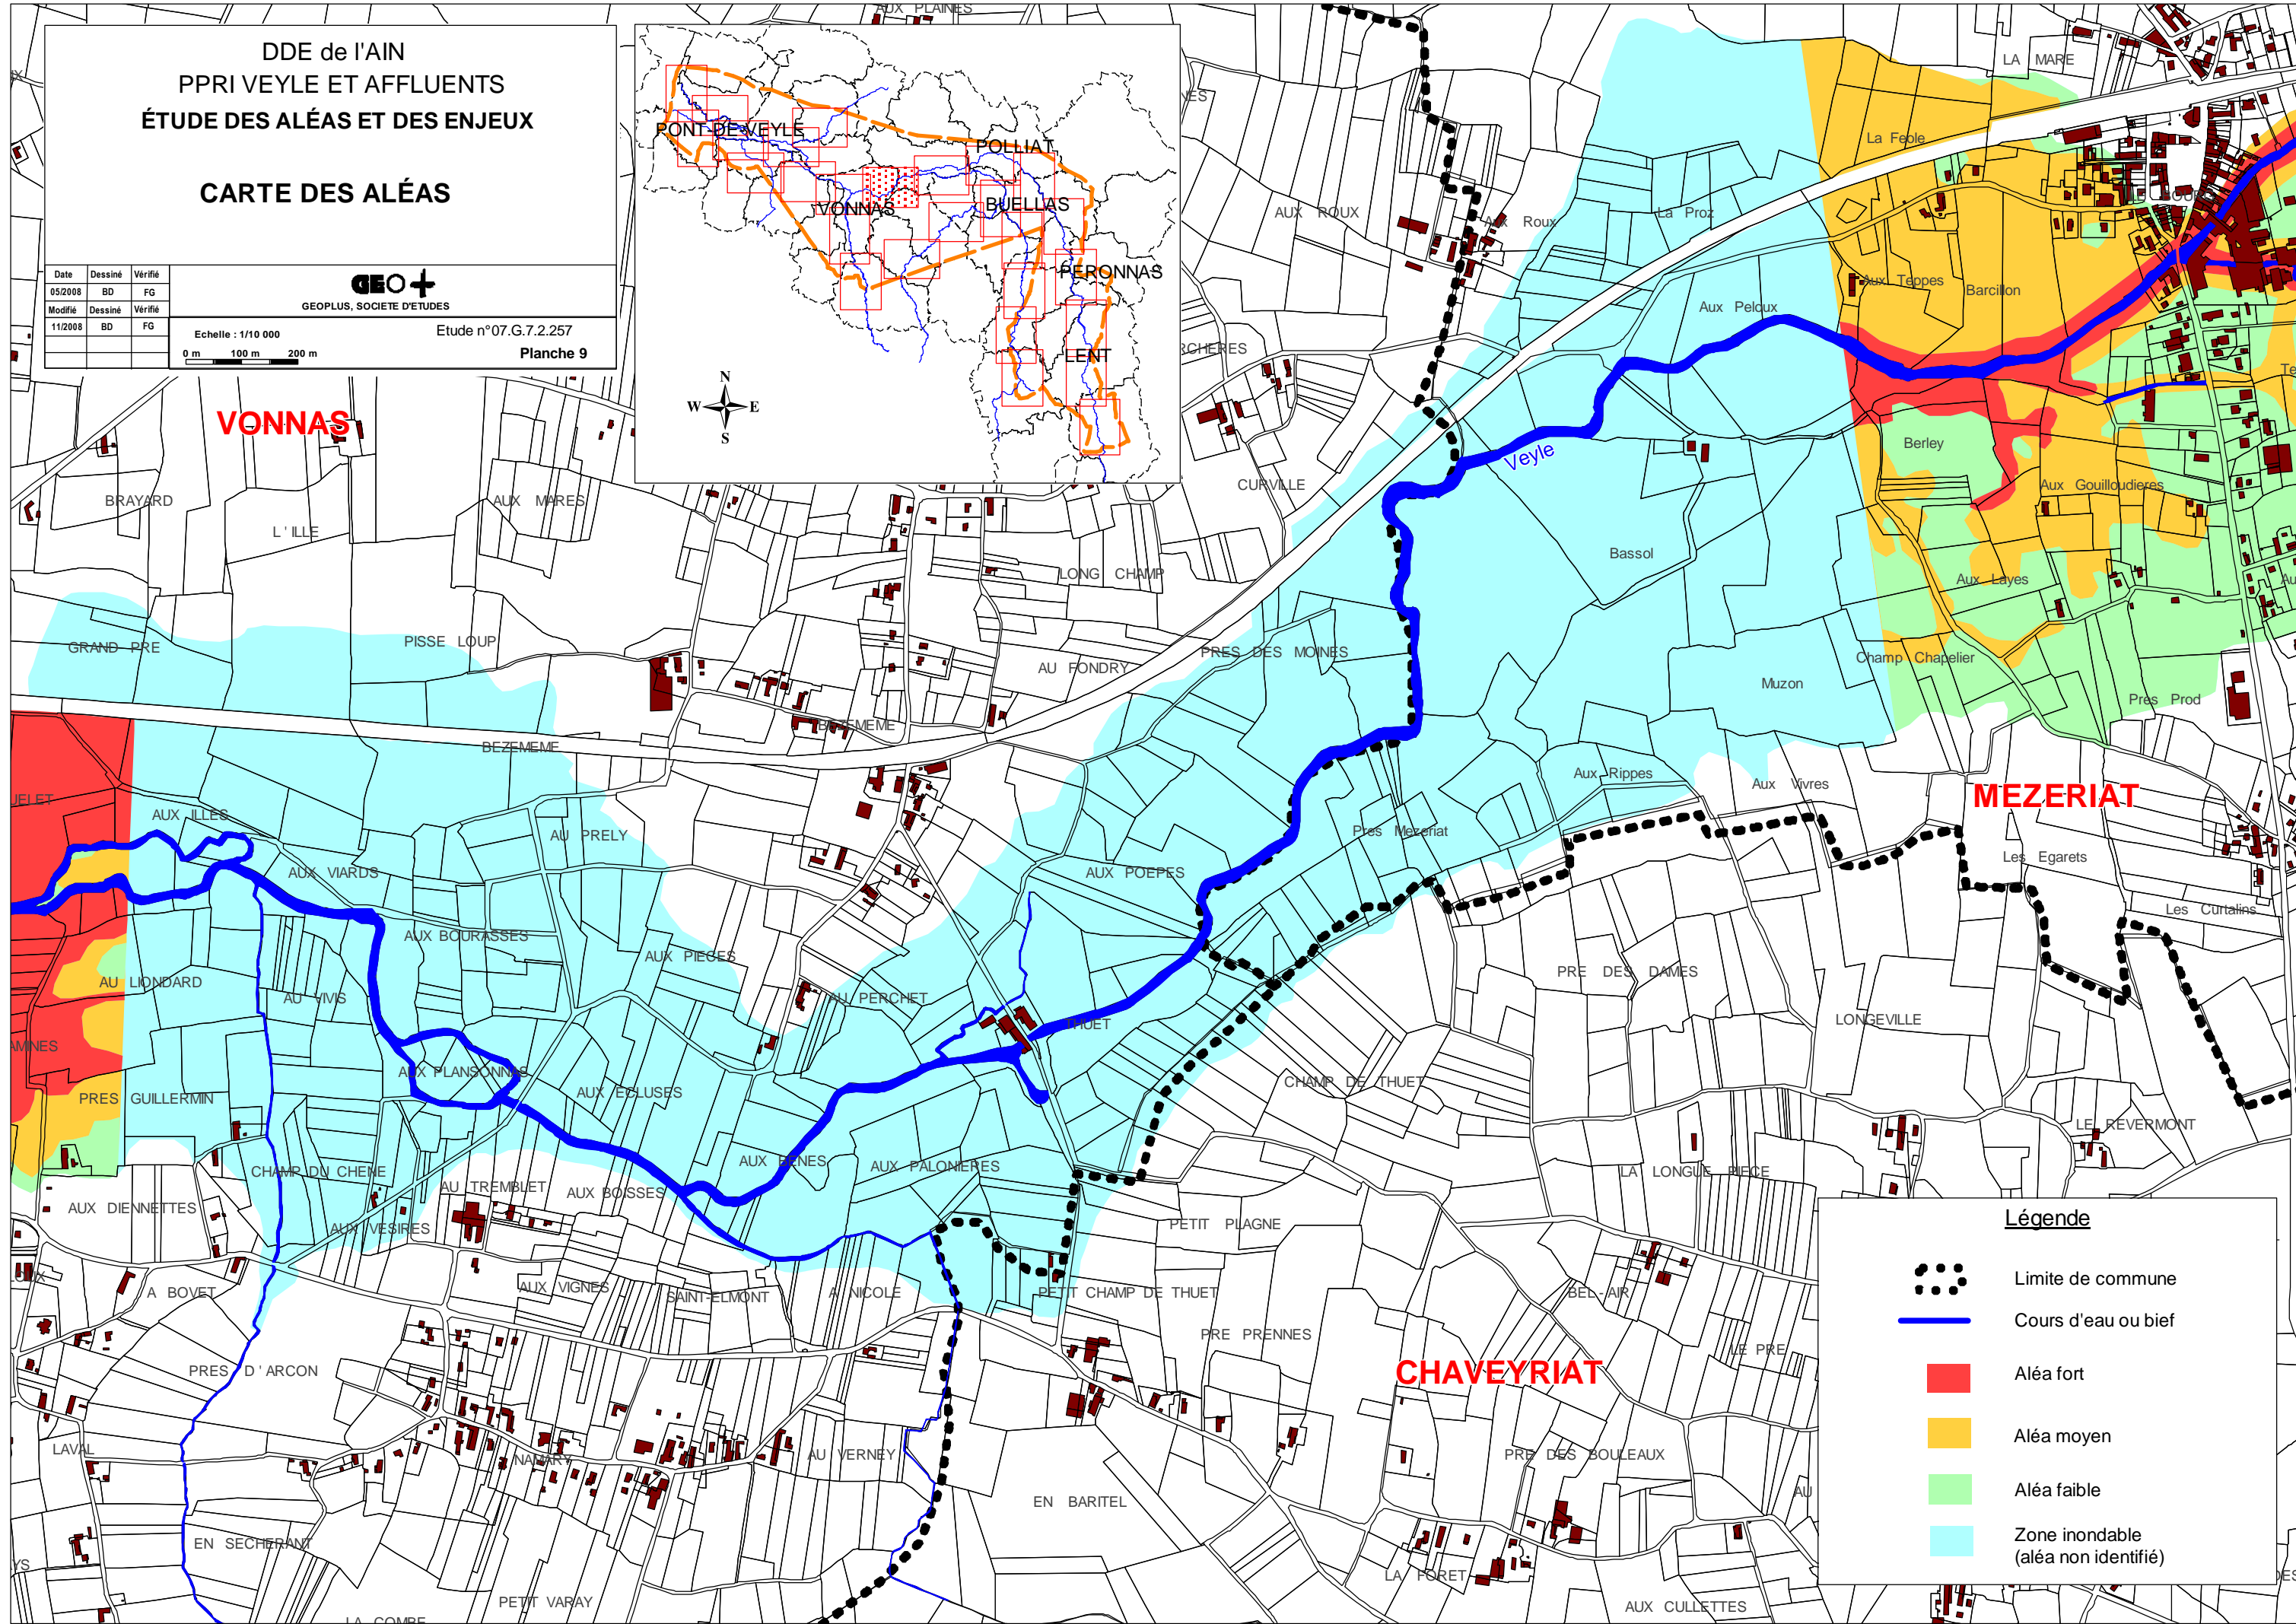 DDE de l'AIN
PPRI VEYLE ET AFFLUENTS
ÉTUDE DES ALÉAS ET DES ENJEUX
CARTE DES ALÉAS
Date Dessiné Vérifié
05/2008 BD FG
Modifié Dessiné Vérifié
11/2008 BD FG
GEO+
GEOPLUS, SOCIETE D'ETUDES
Echelle : 1/10 000
0 m 100 m 200 m
Etude n°07.G.7.2.257
Planche 9
PONT-DE-VEYLE
POLLIAT
VONNAS
BUELLAS
PERONNAS
LENT
N
W E
S
AUX PLAINES
LA MARE
La Feole
AUX ROUX
Aux Roux
La Proz
Aux Peloux
Aux Teppes
Barcillon
VONNAS
Berley
Veyle
BRAYARD
AUX MARES
CURVILLE
Aux Gouilloudieres
L'ILLE
Bassol
LONG CHAMP
Aux Layes
GRAND PRE
PISSE LOUP
AU FONDRY
PRES DES MOINES
Champ Chapelier
Muzon
Pres Prod
BEZEMEME
BEZEMEME
Aux Rippes
Aux Vivres
MEZERIAT
AUX ILLES
AU PRELY
Pres Mezeriat
Les Egarets
AUX VIARDS
AUX POEPES
Les Curtalins
AUX BOURASSES
AUX PIECES
PRE DES DAMES
AU LIONDARD
AU VIVIS
AU PERCHET
THUET
LONGEVILLE
AUX PLANSONNAS
PRES GUILLERMIN
AUX ECLUSES
CHAMP DE THUET
LE REVERMONT
CHAMP DU CHENE
AUX BENES
AUX PALONIERES
LA LONGUE PIECE
AU TREMBLET
AUX BOISSES
AUX DIENNETTES
AUX VESIRES
PETIT PLAGNE
A BOVET
AUX VIGNES
SAINT-ELMONT
A NICOLE
PETIT CHAMP DE THUET
BEL-AIR
PRE PRENNES
LE PRE
PRES D'ARCON
CHAVEYRIAT
LAVAL
NAMARY
AU VERNEY
PRE DES BOULEAUX
EN BARITEL
EN SECHERANT
LA FORET
PETIT VARAY
AUX CULLETTES
LA COMBE
Légende
Limite de commune
Cours d'eau ou bief
Aléa fort
Aléa moyen
Aléa faible
Zone inondable
(aléa non identifié)